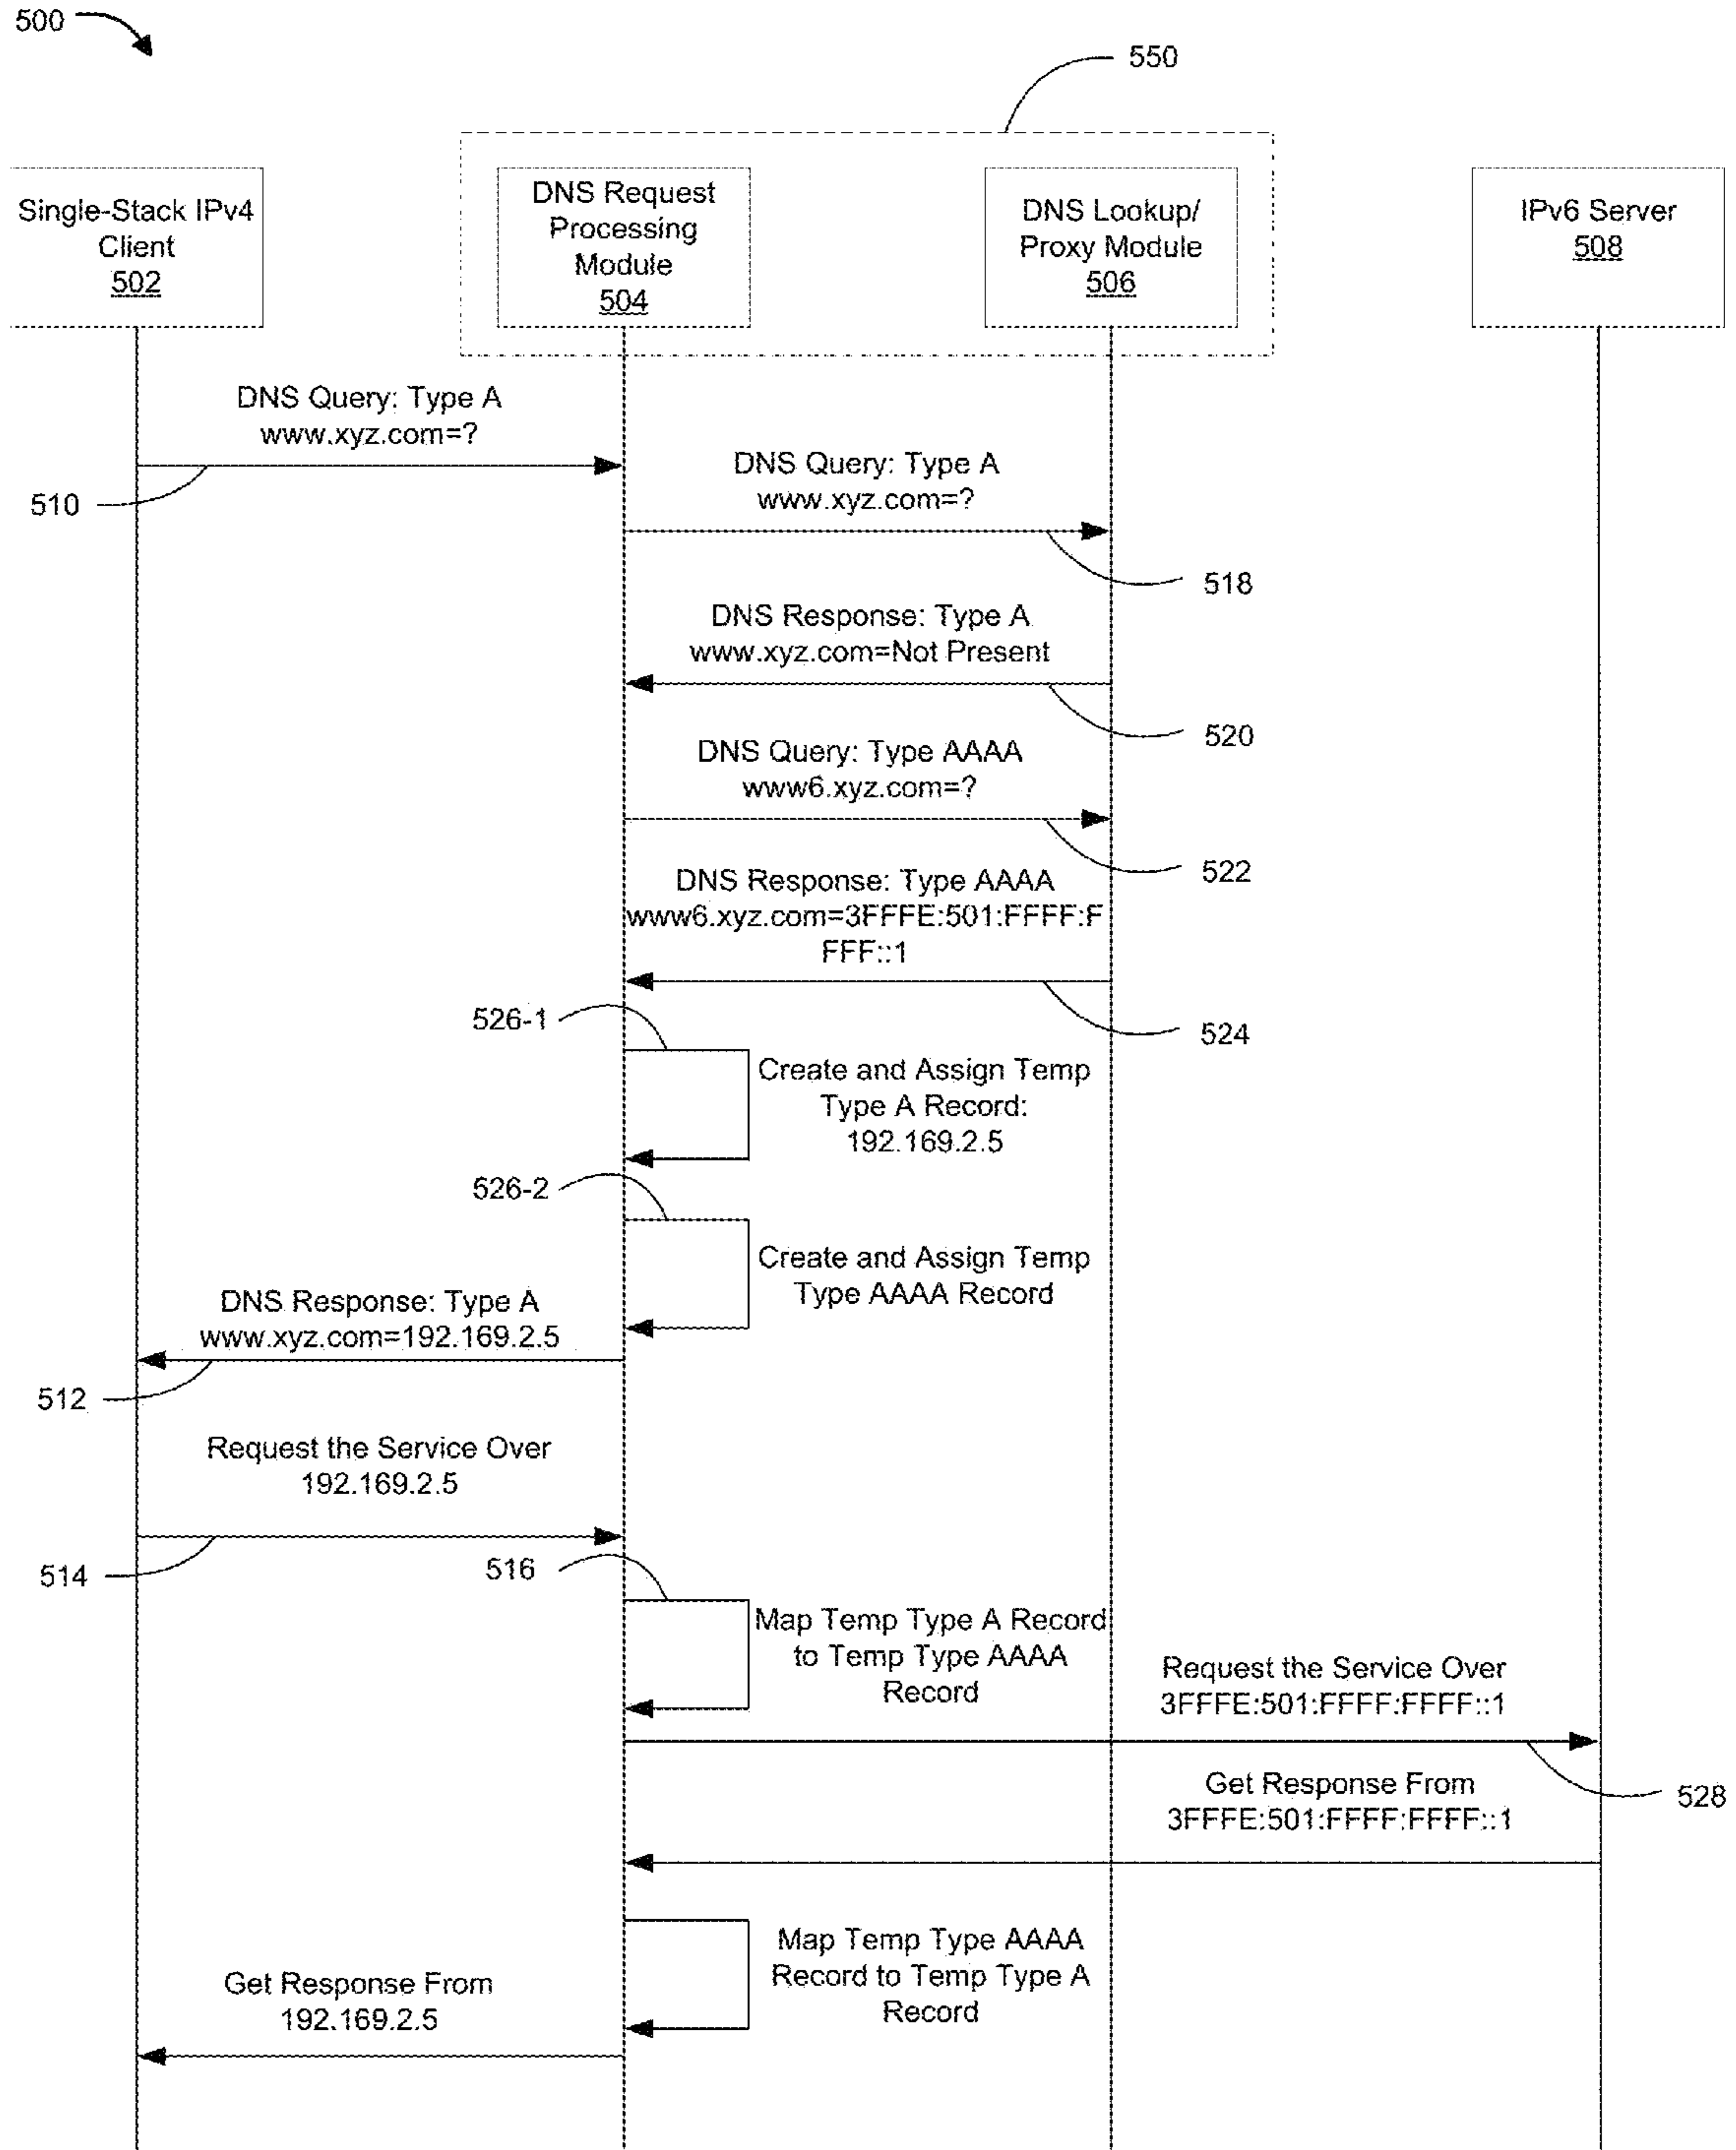 500
550
Single-Stack IPv4
Client
502
DNS Request
Processing
Module
504
DNS Lookup/
Proxy Module
506
IPv6 Server
508
DNS Query: Type A
www.xyz.com=?
510
DNS Query: Type A
www.xyz.com=?
518
DNS Response: Type A
www.xyz.com=Not Present
520
DNS Query: Type AAAA
www6.xyz.com=?
522
DNS Response: Type AAAA
www6.xyz.com=3FFFE:501:FFFF:F
FFF::1
524
526-1
Create and Assign Temp
Type A Record:
192.169.2.5
526-2
Create and Assign Temp
Type AAAA Record
DNS Response: Type A
www.xyz.com=192.169.2.5
512
Request the Service Over
192.169.2.5
514
516
Map Temp Type A Record
to Temp Type AAAA
Record
Request the Service Over
3FFFE:501:FFFF:FFFF::1
528
Get Response From
3FFFE:501:FFFF:FFFF::1
Map Temp Type AAAA
Record to Temp Type A
Record
Get Response From
192.169.2.5